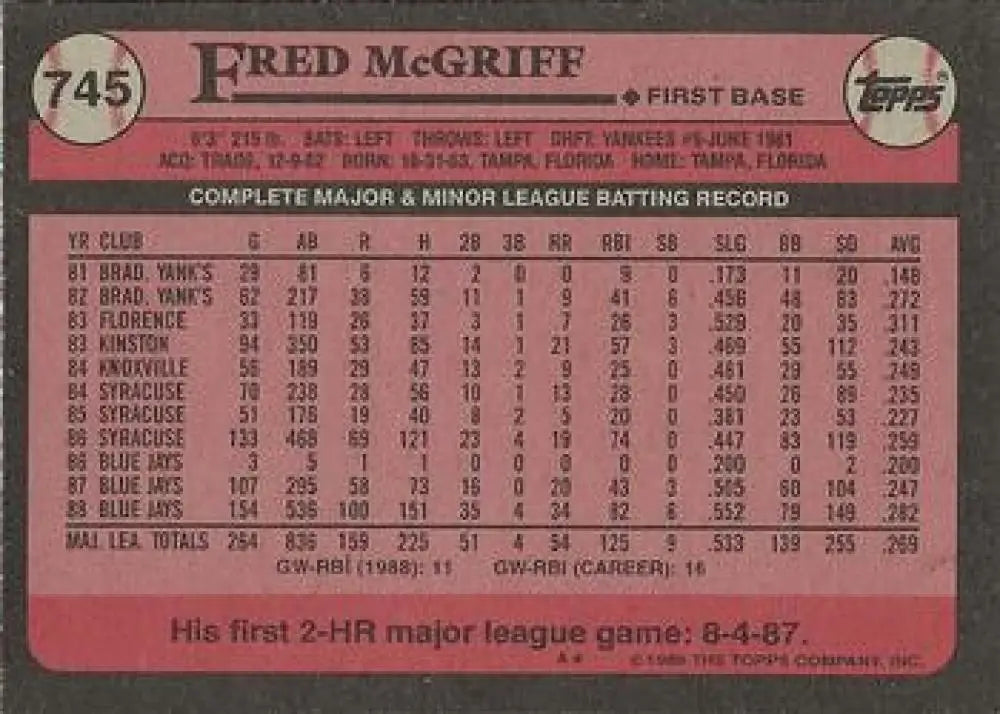 745
FRED McGRIFF
FIRST BASE
TOPPS®
6'3" 215 lb. BATS: LEFT THROWS: LEFT DRFT: YANKEES #9-JUNE 1981
ACQ: TRADE, 12-9-82 BORN: 10-31-63, TAMPA, FLORIDA HOME: TAMPA, FLORIDA
COMPLETE MAJOR & MINOR LEAGUE BATTING RECORD
YR CLUB G AB R H 2B 3B HR RBI SB SLG BB SO AVG
81 BRAD. YANK'S 29 81 6 12 2 0 0 9 0 .173 11 20 .148
82 BRAD. YANK'S 62 217 38 59 11 1 9 41 6 .456 48 63 .272
83 FLORENCE 33 119 26 37 3 1 7 26 3 .529 20 35 .311
83 KINSTON 94 350 53 85 14 1 21 57 3 .469 55 112 .243
84 KNOXVILLE 56 189 29 47 13 2 9 25 0 .481 29 55 .249
84 SYRACUSE 70 238 28 56 10 1 13 28 0 .450 26 89 .235
85 SYRACUSE 51 176 19 40 8 2 5 20 0 .381 23 53 .227
86 SYRACUSE 133 468 69 121 23 4 19 74 0 .447 83 119 .259
86 BLUE JAYS 3 5 1 1 0 0 0 0 0 .200 0 2 .200
87 BLUE JAYS 107 295 58 73 16 0 20 43 3 .505 60 104 .247
88 BLUE JAYS 154 536 100 151 35 4 34 82 6 .552 79 149 .282
MAJ. LEA. TOTALS 264 836 159 225 51 4 54 125 9 .533 139 255 .269
GW-RBI (1988): 11 GW-RBI (CAREER): 16
His first 2-HR major league game: 8-4-87.
A* © 1989 THE TOPPS COMPANY, INC.